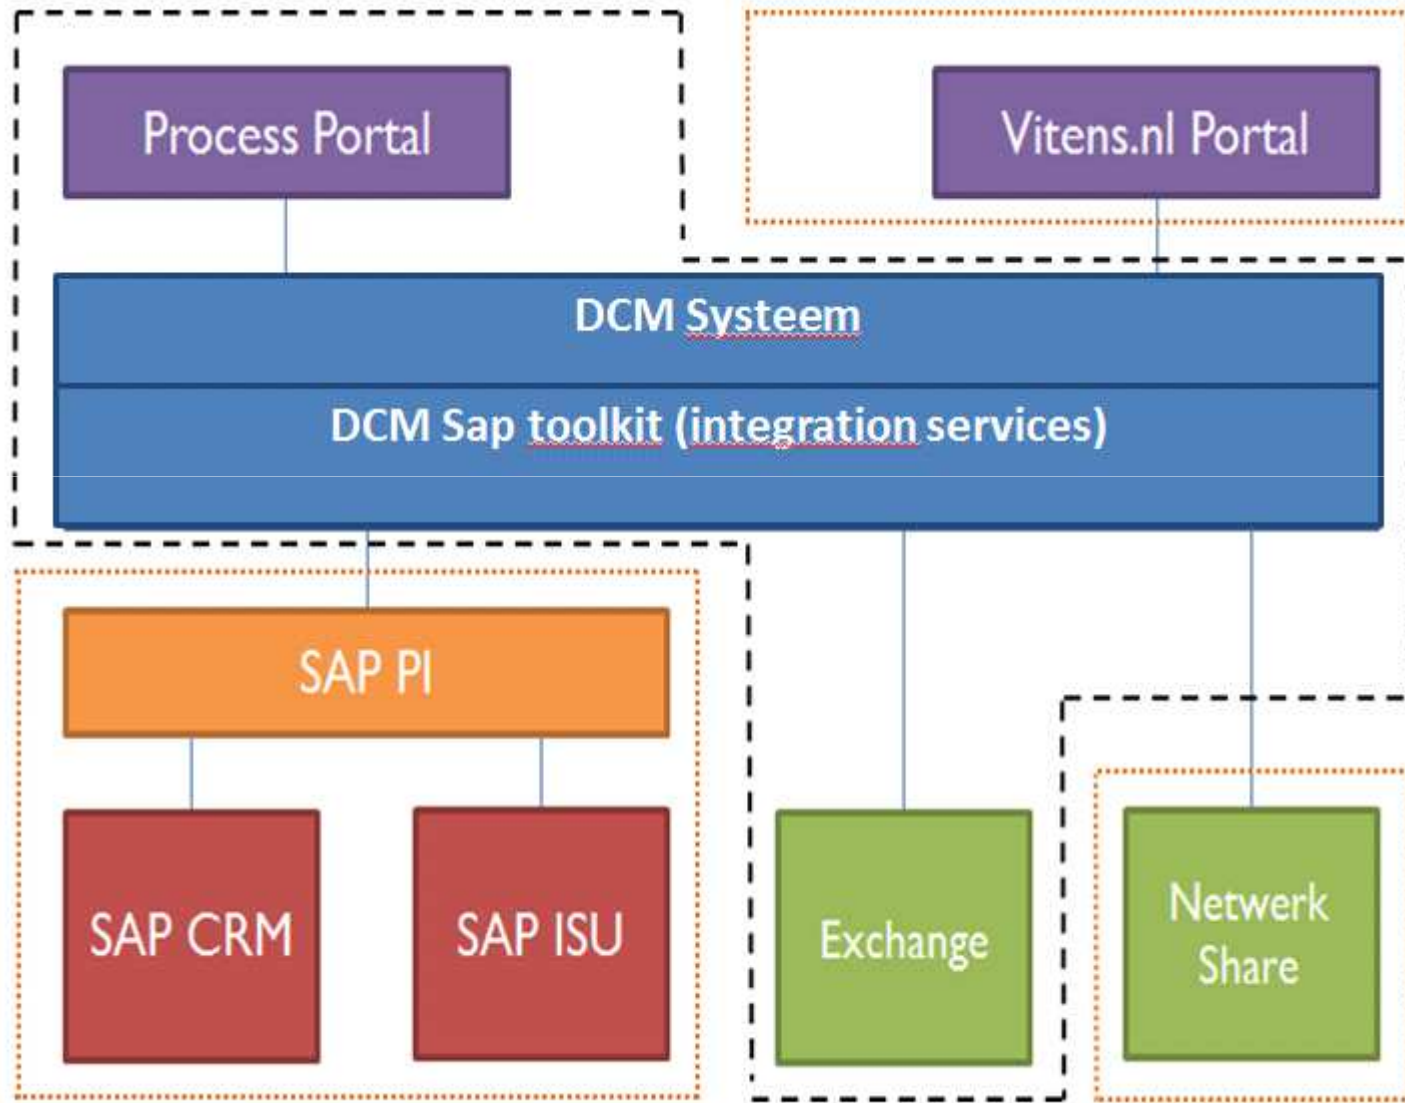 Process Portal
Vitens.nl Portal
DCM Systeem
DCM Sap toolkit (integration services)
SAP PI
SAP CRM
SAP ISU
Exchange
Netwerk
Share